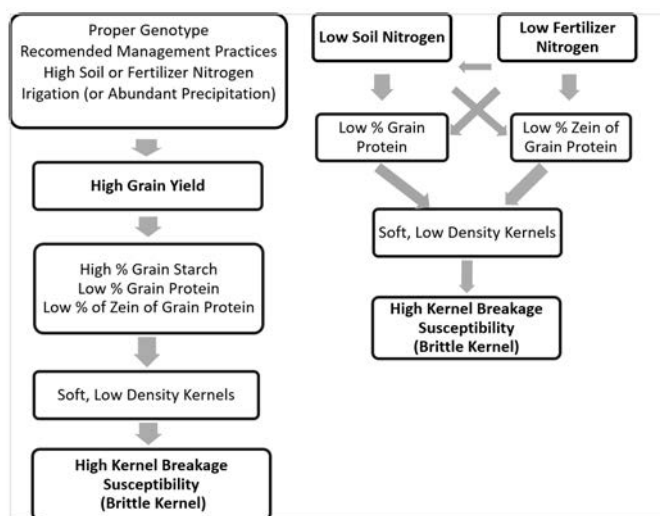 Proper Genotype
Recomended Management Practices
High Soil or Fertilizer Nitrogen
Irigation (or Abundant Precipitation)
High Grain Yield
High % Grain Starch
Low % Grain Protein
Low % of Zein of Grain Protein
Soft, Low Density Kernels
High Kernel Breakage
Susceptibility
(Brittle Kernel)
Low Soil Nitrogen
Low Fertilizer
Nitrogen
Low % Grain
Protein
Low % Zein of
Grain Protein
Soft, Low Density Kernels
High Kernel Breakage
Susceptibility
(Brittle Kernel)